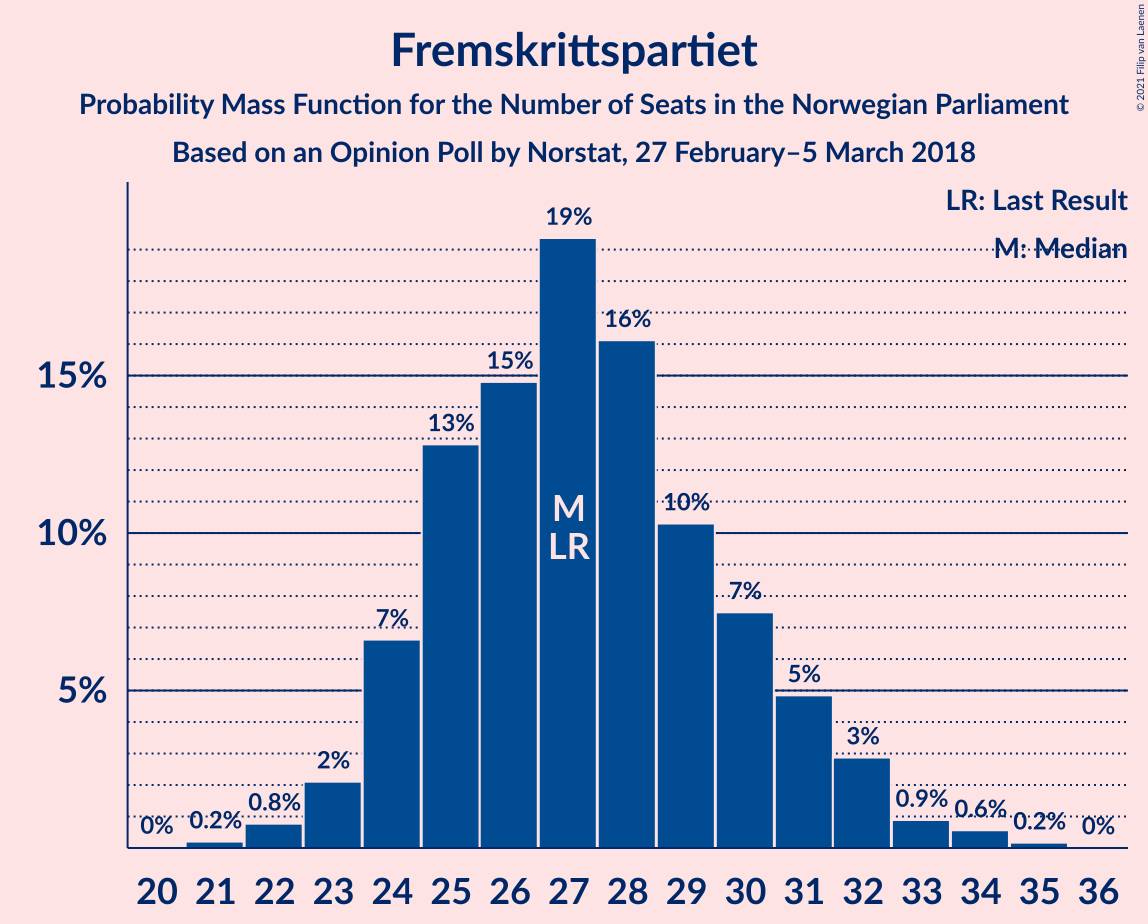 Fremskrittspartiet
Probability Mass Function for the Number of Seats in the Norwegian Parliament
Based on an Opinion Poll by Norstat, 27 February–5 March 2018
© 2021 Filip van Laenen
LR: Last Result
M: Median
15%
10%
5%
0%
0.2%
0.8%
2%
7%
13%
15%
19%
16%
10%
7%
5%
3%
0.9%
0.6%
0.2%
0%
M
LR
20 21 22 23 24 25 26 27 28 29 30 31 32 33 34 35 36